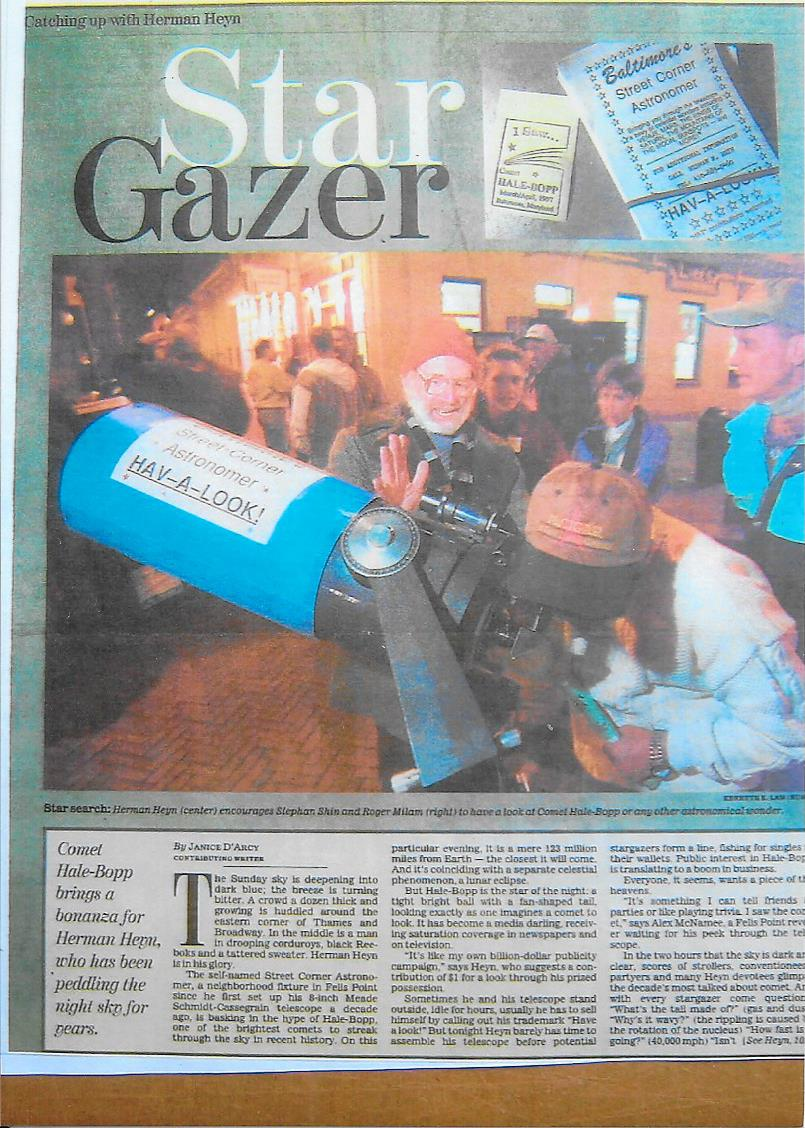 Catching up with Herman Heyn
Star
Gazer
I Saw...
Comet
HALE-BOPP
March/April, 1997
Baltimore, Maryland
Baltimore's
Street Corner
Astronomer
HAV-A-LOOK
Street-Corner
Astronomer
HAV-A-LOOK!
Star search: Herman Heyn (center) encourages Stephan Shin and Roger Milam (right) to have a look at Comet Hale-Bopp or any other astronomical wonder.
Comet
Hale-Bopp
brings a
bonanza for
Herman Heyn,
who has been
peddling the
night sky for
years.
By JANICE D'ARCY
CONTRIBUTING WRITER
The Sunday sky is deepening into
dark blue; the breeze is turning
bitter. A crowd a dozen thick and
growing is huddled around the
eastern corner of Thames and
Broadway. In the middle is a man
in drooping corduroys, black Ree-
boks and a tattered sweater. Herman Heyn
is in his glory.
The self-named Street Corner Astrono-
mer, a neighborhood fixture in Fells Point
since he first set up his 8-inch Meade
Schmidt-Cassegrain telescope a decade
ago, is basking in the hype of Hale-Bopp,
one of the brightest comets to streak
through the sky in recent history. On this
particular evening, it is a mere 123 million
miles from Earth — the closest it will come.
And it's coinciding with a separate celestial
phenomenon, a lunar eclipse.
But Hale-Bopp is the star of the night: a
tight bright ball with a fan-shaped tail,
looking exactly as one imagines a comet to
look. It has become a media darling, receiv-
ing saturation coverage in newspapers and
on television.
"It's like my own billion-dollar publicity
campaign," says Heyn, who suggests a con-
tribution of $1 for a look through his prized
possession.
Sometimes he and his telescope stand
outside, idle for hours, usually he has to sell
himself by calling out his trademark "Have
a look!" But tonight Heyn barely has time to
assemble his telescope before potential
stargazers form a line, fishing for singles
their wallets. Public interest in Hale-Bop
is translating to a boom in business.
Everyone, it seems, wants a piece of th
heavens.
"It's something I can tell friends
parties or like playing trivia. I saw the com
et," says Alex McNamee, a Fells Point reve
er waiting for his peek through the tel
scope.
In the two hours that the sky is dark an
clear, scores of strollers, conventioneer
partyers and many Heyn devotees glimp
the decade's most talked about comet. An
with every stargazer come question
"What's the tail made of?" (gas and dus
"Why's it wavy?" (the rippling is caused b
the rotation of the nucleus) "How fast is
going?" (40,000 mph) "Isn't [See Heyn, 10